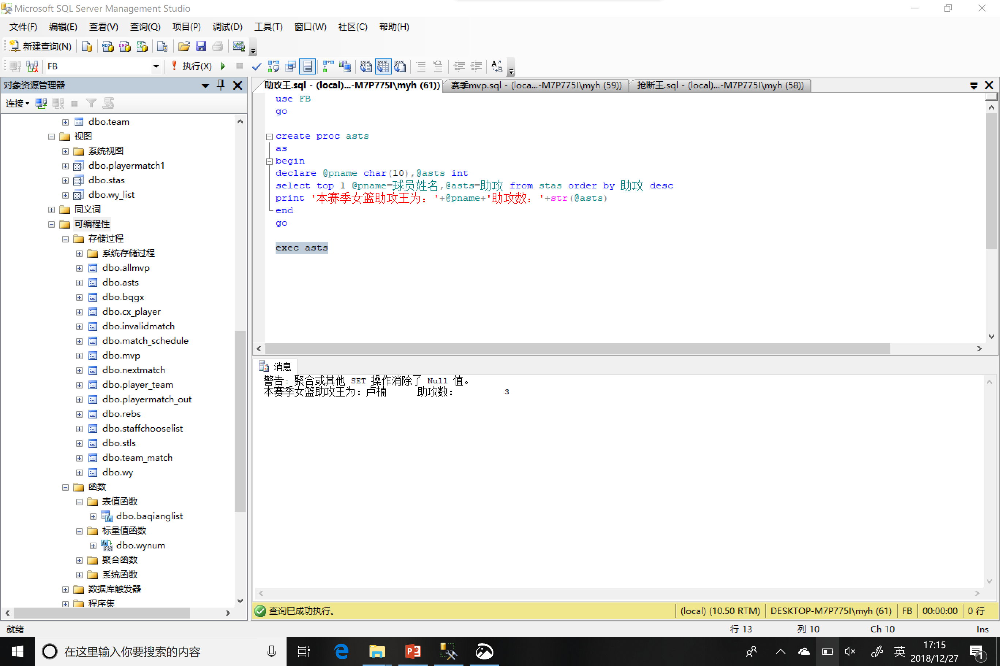 Microsoft SQL Server Management Studio
文件(F) 编辑(E) 查看(V) 查询(Q) 项目(P) 调试(D) 工具(T) 窗口(W) 社区(C) 帮助(H)
新建查询(N)
FB 执行(X)
对象资源管理器
连接
dbo.team
视图
系统视图
dbo.playermatch1
dbo.stas
dbo.wy_list
同义词
可编程性
存储过程
系统存储过程
dbo.allmvp
dbo.asts
dbo.bqgx
dbo.cx_player
dbo.invalidmatch
dbo.match_schedule
dbo.mvp
dbo.nextmatch
dbo.player_team
dbo.playermatch_out
dbo.rebs
dbo.staffchooselist
dbo.stls
dbo.team_match
dbo.wy
函数
表值函数
dbo.baqianglist
标量值函数
dbo.wynum
聚合函数
系统函数
数据库触发器
程序集
助攻王.sql - (local)...-M7P775I\myh (61)) 赛季mvp.sql - (loca...-M7P775I\myh (59)) 抢断王.sql - (local)...-M7P775I\myh (58))
use FB
go
create proc asts
as
begin
declare @pname char(10),@asts int
select top 1 @pname=球员姓名,@asts=助攻 from stas order by 助攻 desc
print '本赛季女篮助攻王为：'+@pname+'助攻数：'+str(@asts)
end
go
exec asts
消息
警告: 聚合或其他 SET 操作消除了 Null 值。
本赛季女篮助攻王为：卢楠 助攻数： 3
查询已成功执行。 (local) (10.50 RTM) DESKTOP-M7P775I\myh (61) FB 00:00:00 0 行
就绪 行 13 列 10 Ch 10 Ins
在这里输入你要搜索的内容
英
17:15
2018/12/27
1